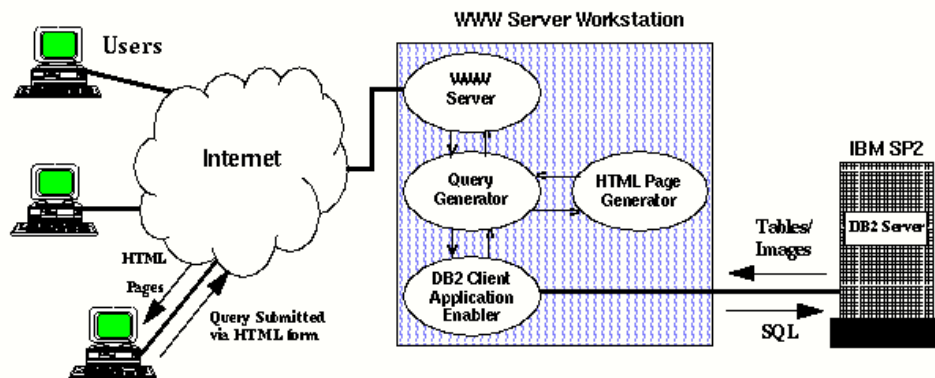 WWW Server Workstation
Users
WWW
Server
Internet
Query
Generator
HTML Page
Generator
IBM SP2
DB2 Server
Tables/
Images
HTML
Pages
DB2 Client
Application
Enabler
Query Submitted
via HTML form
SQL